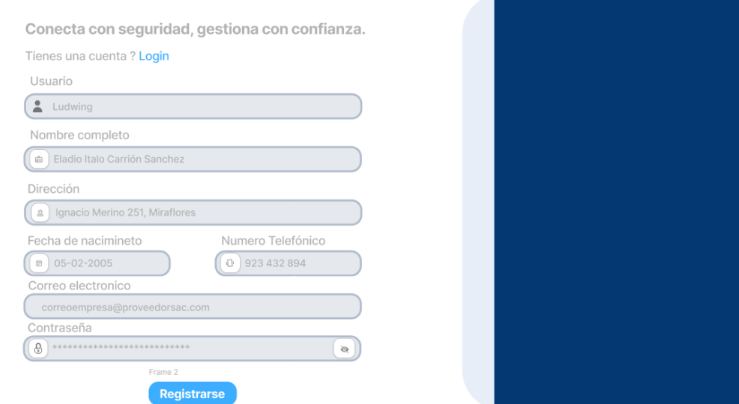 Conecta con seguridad, gestiona con confianza.
Tienes una cuenta ? Login
Usuario
Ludwing
Nombre completo
Eladio Italo Carrión Sanchez
Dirección
Ignacio Merino 251, Miraflores
Fecha de nacimineto Numero Telefónico
05-02-2005 923 432 894
Correo electronico
correoempresa@proveedorsac.com
Contraseña
***************************
Frame 2
Registrarse